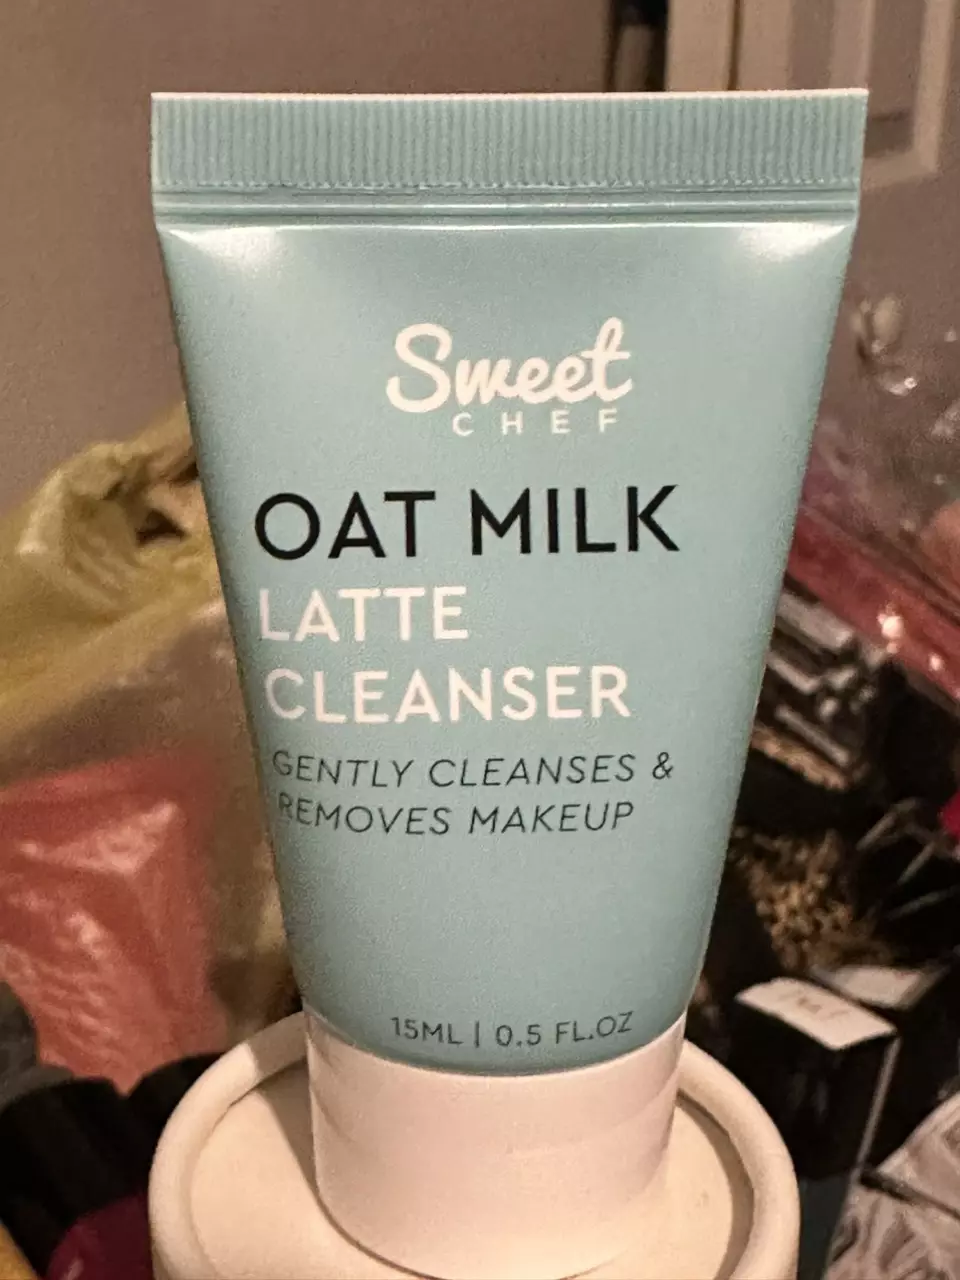 Sweet
CHEF
OAT MILK
LATTE
CLEANSER
GENTLY CLEANSES &
REMOVES MAKEUP
15ML | 0.5 FL.OZ